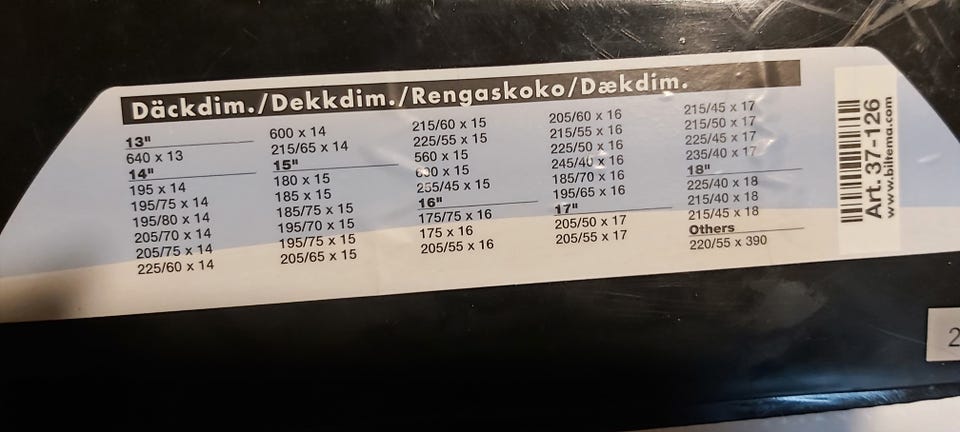 Däckdim./Dekkdim./Rengaskoko/Dækdim.
13"
640 x 13
14"
195 x 14
195/75 x 14
195/80 x 14
205/70 x 14
205/75 x 14
225/60 x 14
600 x 14
215/65 x 14
15"
180 x 15
185 x 15
185/75 x 15
195/70 x 15
195/75 x 15
205/65 x 15
215/60 x 15
225/55 x 15
560 x 15
600 x 15
255/45 x 15
16"
175/75 x 16
175 x 16
205/55 x 16
205/60 x 16
215/55 x 16
225/50 x 16
245/40 x 16
185/70 x 16
195/65 x 16
17"
205/50 x 17
205/55 x 17
215/45 x 17
215/50 x 17
225/45 x 17
235/40 x 17
18"
225/40 x 18
215/40 x 18
215/45 x 18
Others
220/55 x 390
Art. 37-126
www.biltema.com
2